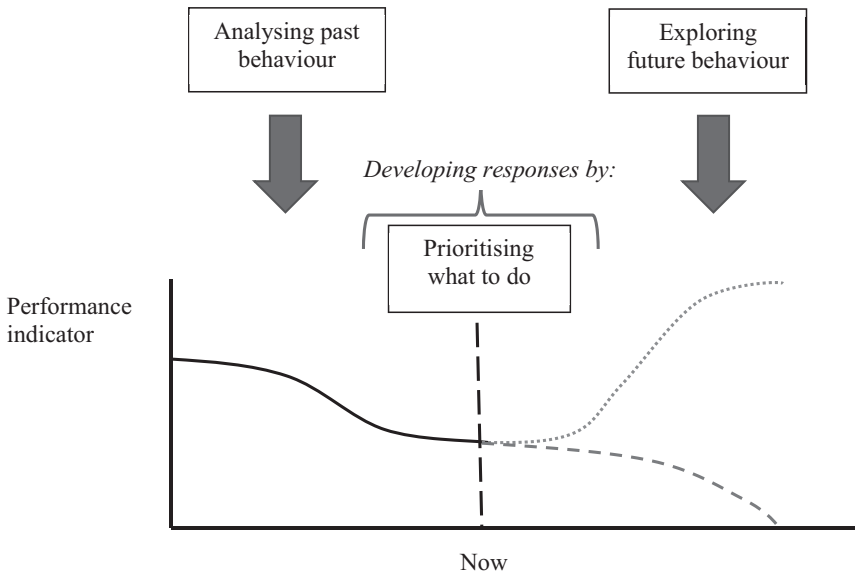 Analysing past
behaviour
Exploring
future behaviour
Developing responses by:
Prioritising
what to do
Performance
indicator
Now